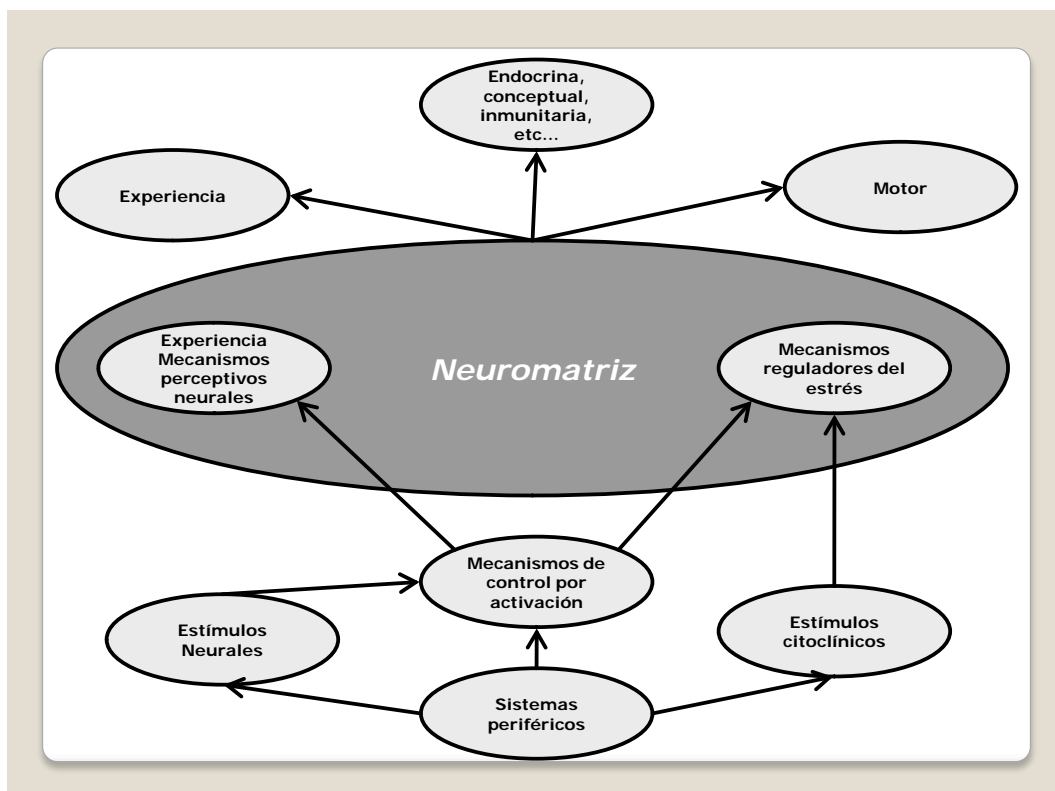 Endocrina,
conceptual,
inmunitaria,
etc...
Experiencia
Motor
Experiencia
Mecanismos
perceptivos
neurales
Neuromatriz
Mecanismos
reguladores del
estrés
Mecanismos de
control por
activación
Estímulos
Neurales
Estímulos
citoclínicos
Sistemas
periféricos